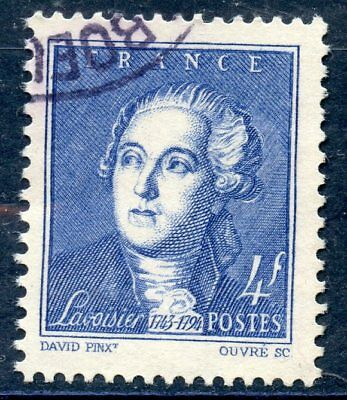 FRANCE
4f
Lavoisier 1743-1794 POSTES
DAVID PINXT OUVRÉ SC.